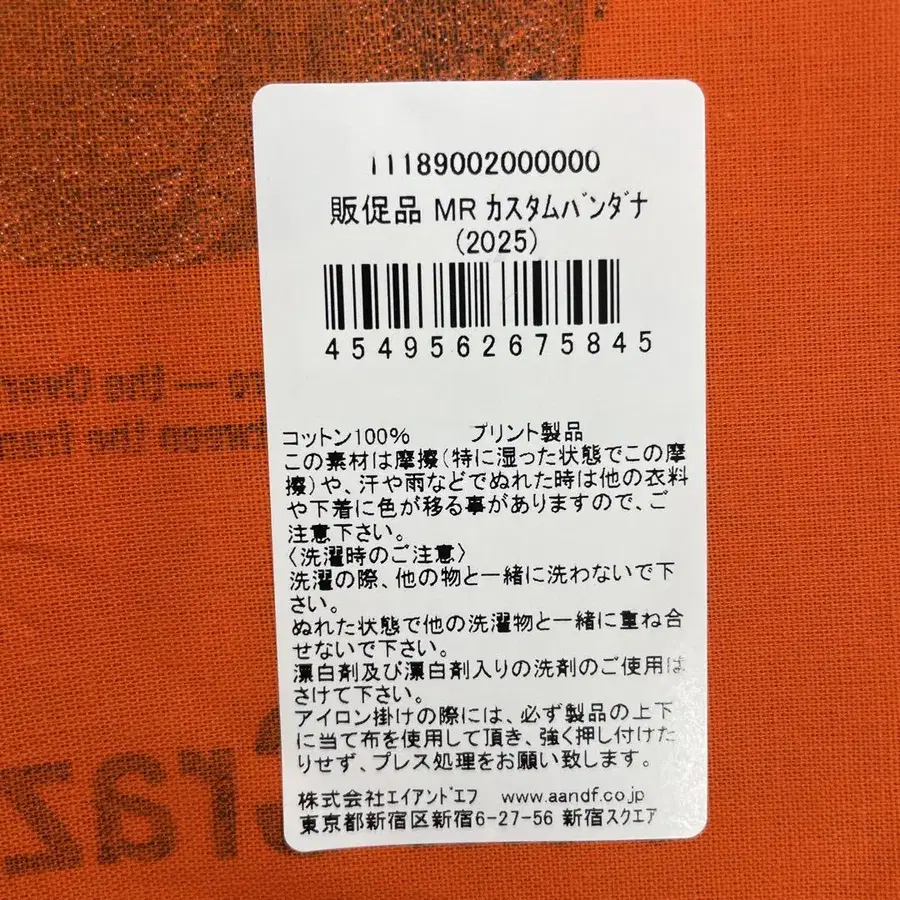 11189002000000
販促品 MR ｶｽﾀﾑﾊﾞﾝﾀﾞﾅ
(2025)
4549562675845
コットン100%　プリント製品
この素材は摩擦(特に湿った状態でこの摩
擦)や、汗や雨などでぬれた時は他の衣料
や下着に色が移る事がありますので、ご
注意下さい。
〈洗濯時のご注意〉
洗濯の際、他の物と一緒に洗わないで下
さい。
ぬれた状態で他の洗濯物と一緒に重ね合
せないで下さい。
漂白剤及び漂白剤入りの洗剤のご使用は
さけて下さい。
アイロン掛けの際には、必ず製品の上下
に当て布を使用して頂き、強く押し付けた
りせず、プレス処理をお願い致します。
株式会社ｴｲｱﾝﾄﾞｴﾌ www.aandf.co.jp
東京都新宿区新宿6-27-56 新宿スクエア
the Over
the fran
Craz